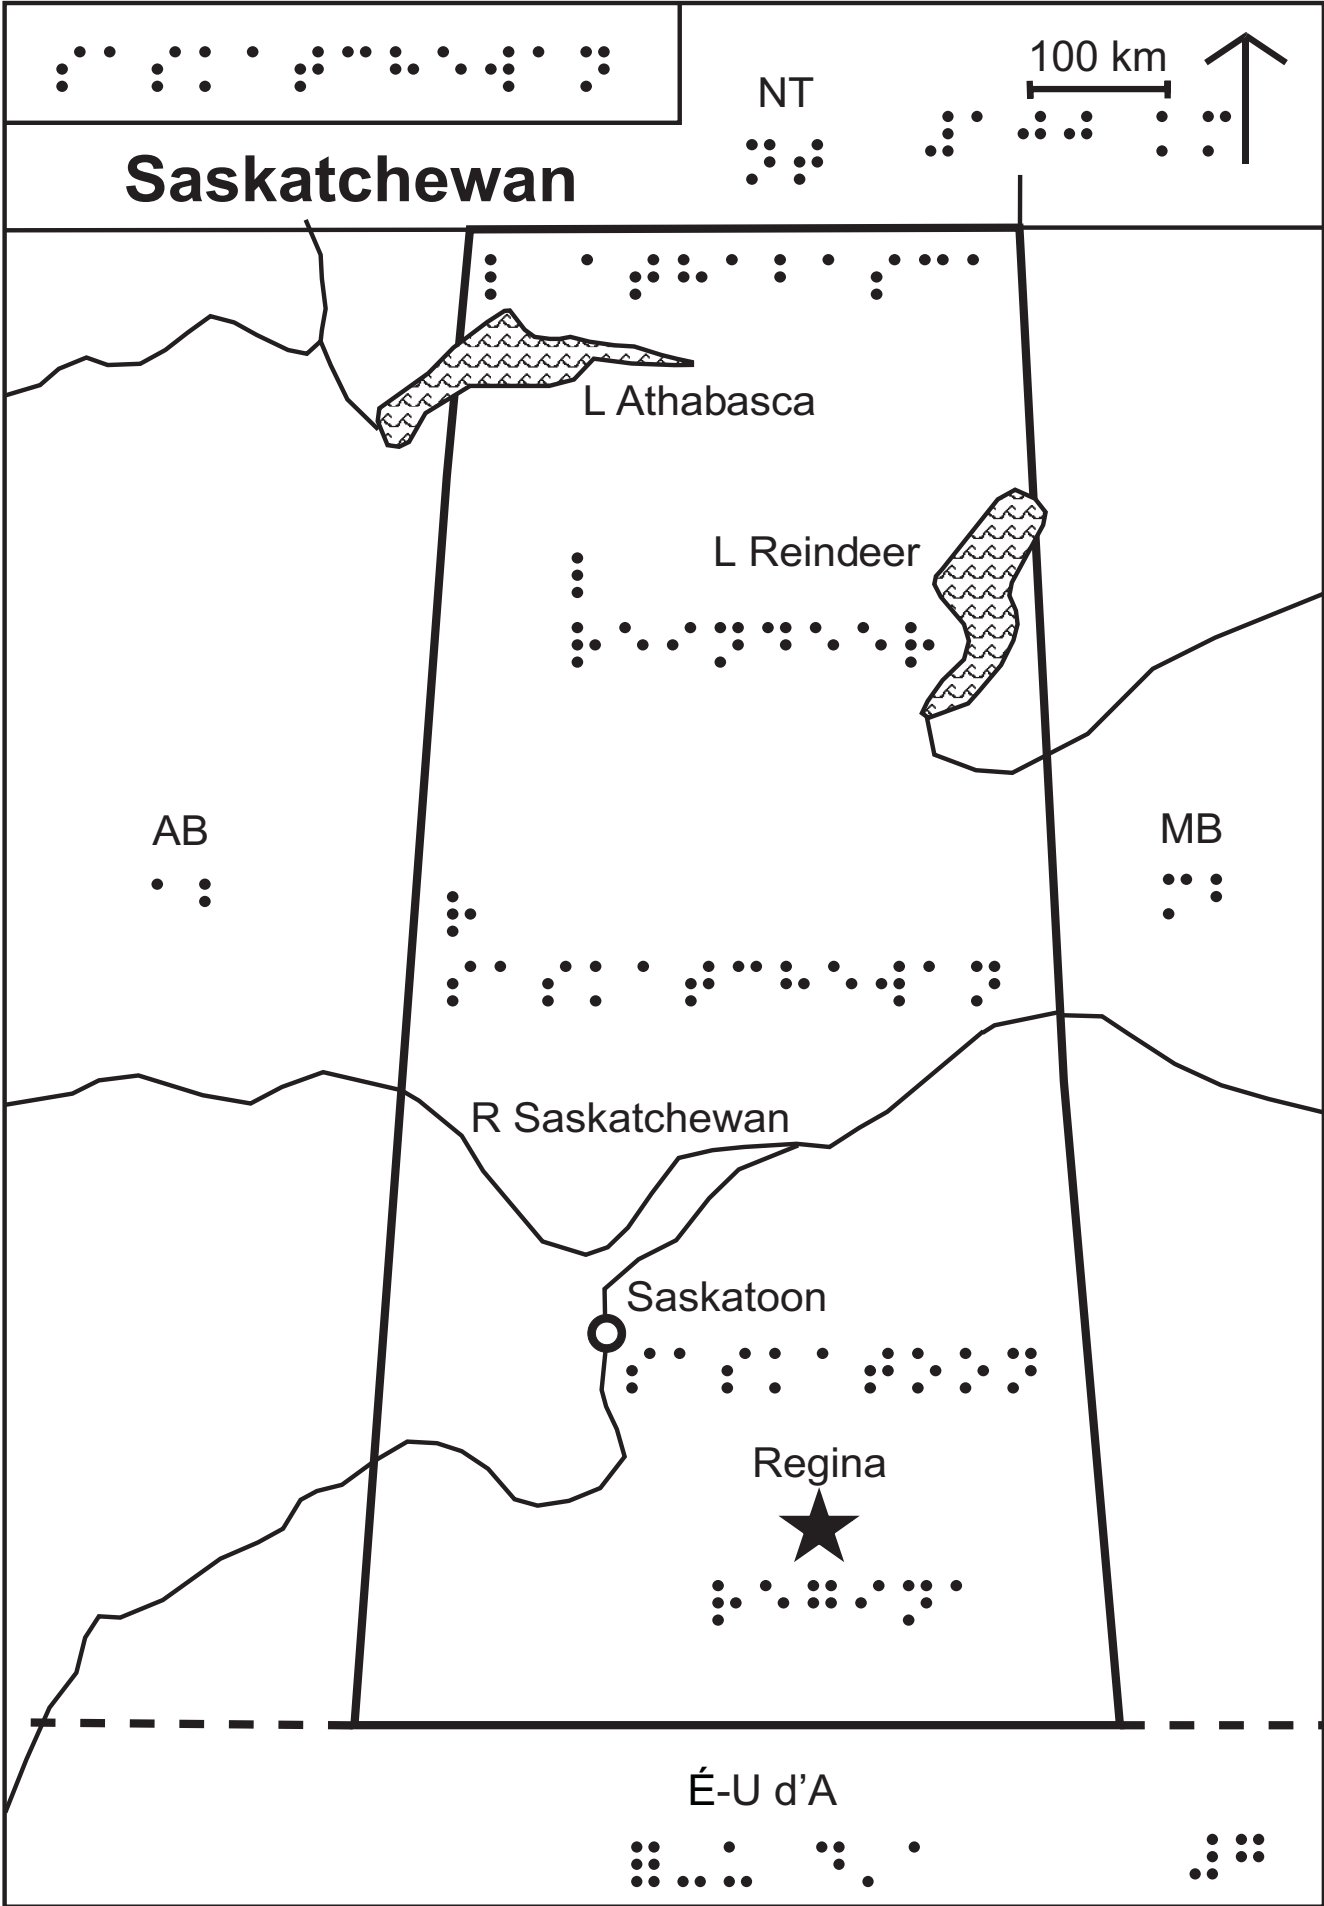 ⠎⠁⠎⠅⠁⠞⠉⠓⠑⠺⠁⠝
Saskatchewan
NT
⠝⠞
100 km
⠼⠁⠚⠚ ⠅⠍
⠇ ⠁⠞⠓⠁⠃⠁⠎⠉⠁
L Athabasca
L Reindeer
⠇
⠗⠑⠊⠝⠙⠑⠑⠗
AB
⠁⠃
MB
⠍⠃
⠗
⠎⠁⠎⠅⠁⠞⠉⠓⠑⠺⠁⠝
R Saskatchewan
Saskatoon
⠎⠁⠎⠅⠁⠞⠕⠕⠝
Regina
⠗⠑⠛⠊⠝⠁
É-U d’A
⠿⠤⠥ ⠙⠄⠁
⠼⠛